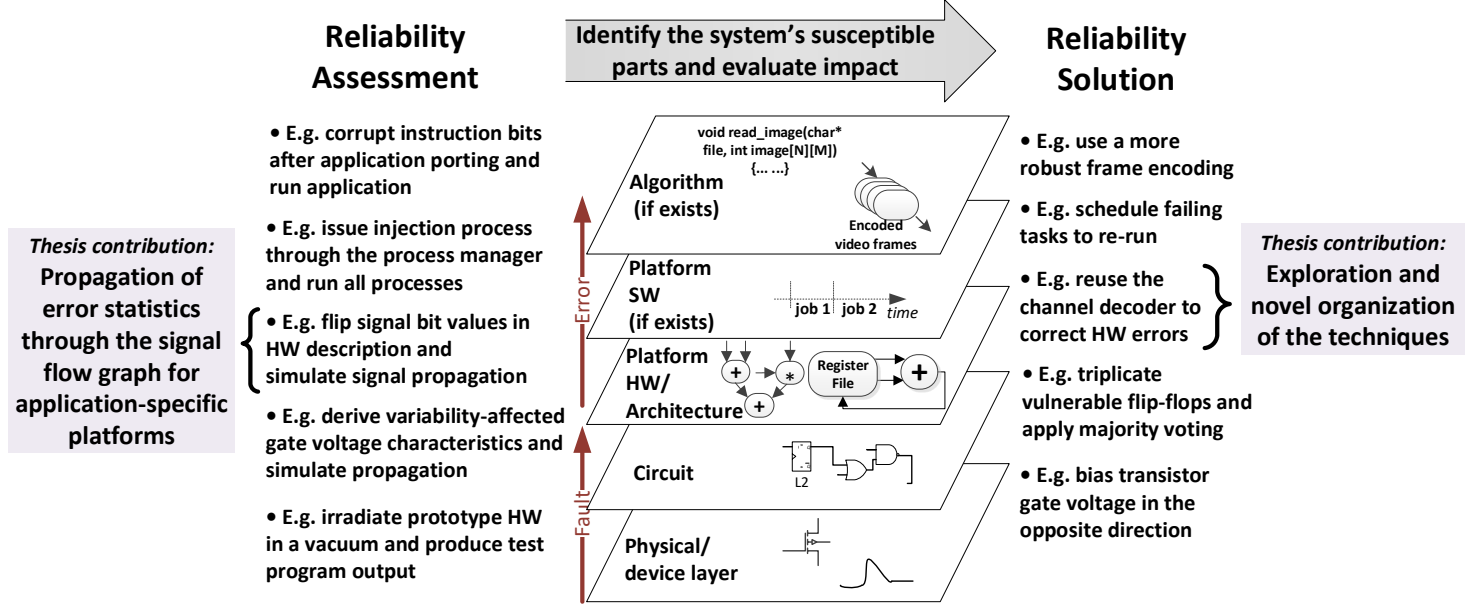 Reliability
Assessment
Identify the system's susceptible
parts and evaluate impact
Reliability
Solution
• E.g. corrupt instruction bits
after application porting and
run application
• E.g. issue injection process
through the process manager
and run all processes
• E.g. flip signal bit values in
HW description and
simulate signal propagation
• E.g. derive variability-affected
gate voltage characteristics and
simulate propagation
• E.g. irradiate prototype HW
in a vacuum and produce test
program output
Thesis contribution:
Propagation of
error statistics
through the signal
flow graph for
application-specific
platforms
Error
Fault
void read_image(char*
file, int image[N][M])
{... ...}
Algorithm
(if exists)
Encoded
video frames
Platform
SW
(if exists)
job 1
job 2
time
Platform
HW/
Architecture
+
*
+
Register
File
+
Circuit
L2
Physical/
device layer
• E.g. use a more
robust frame encoding
• E.g. schedule failing
tasks to re-run
• E.g. reuse the
channel decoder to
correct HW errors
• E.g. triplicate
vulnerable flip-flops and
apply majority voting
• E.g. bias transistor
gate voltage in the
opposite direction
Thesis contribution:
Exploration and
novel organization
of the techniques